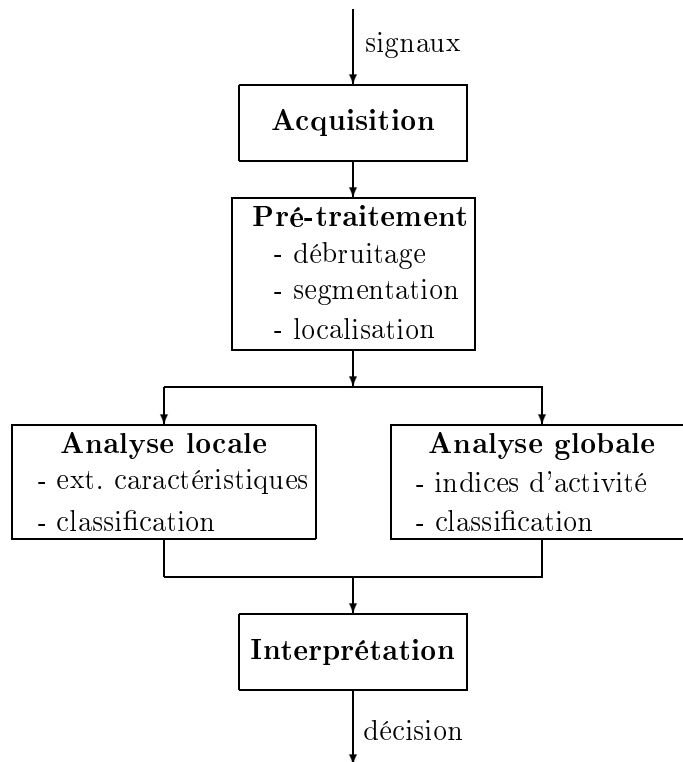 signaux
Acquisition
Pré-traitement
- débruitage
- segmentation
- localisation
Analyse locale
- ext. caractéristiques
- classification
Analyse globale
- indices d'activité
- classification
Interprétation
décision